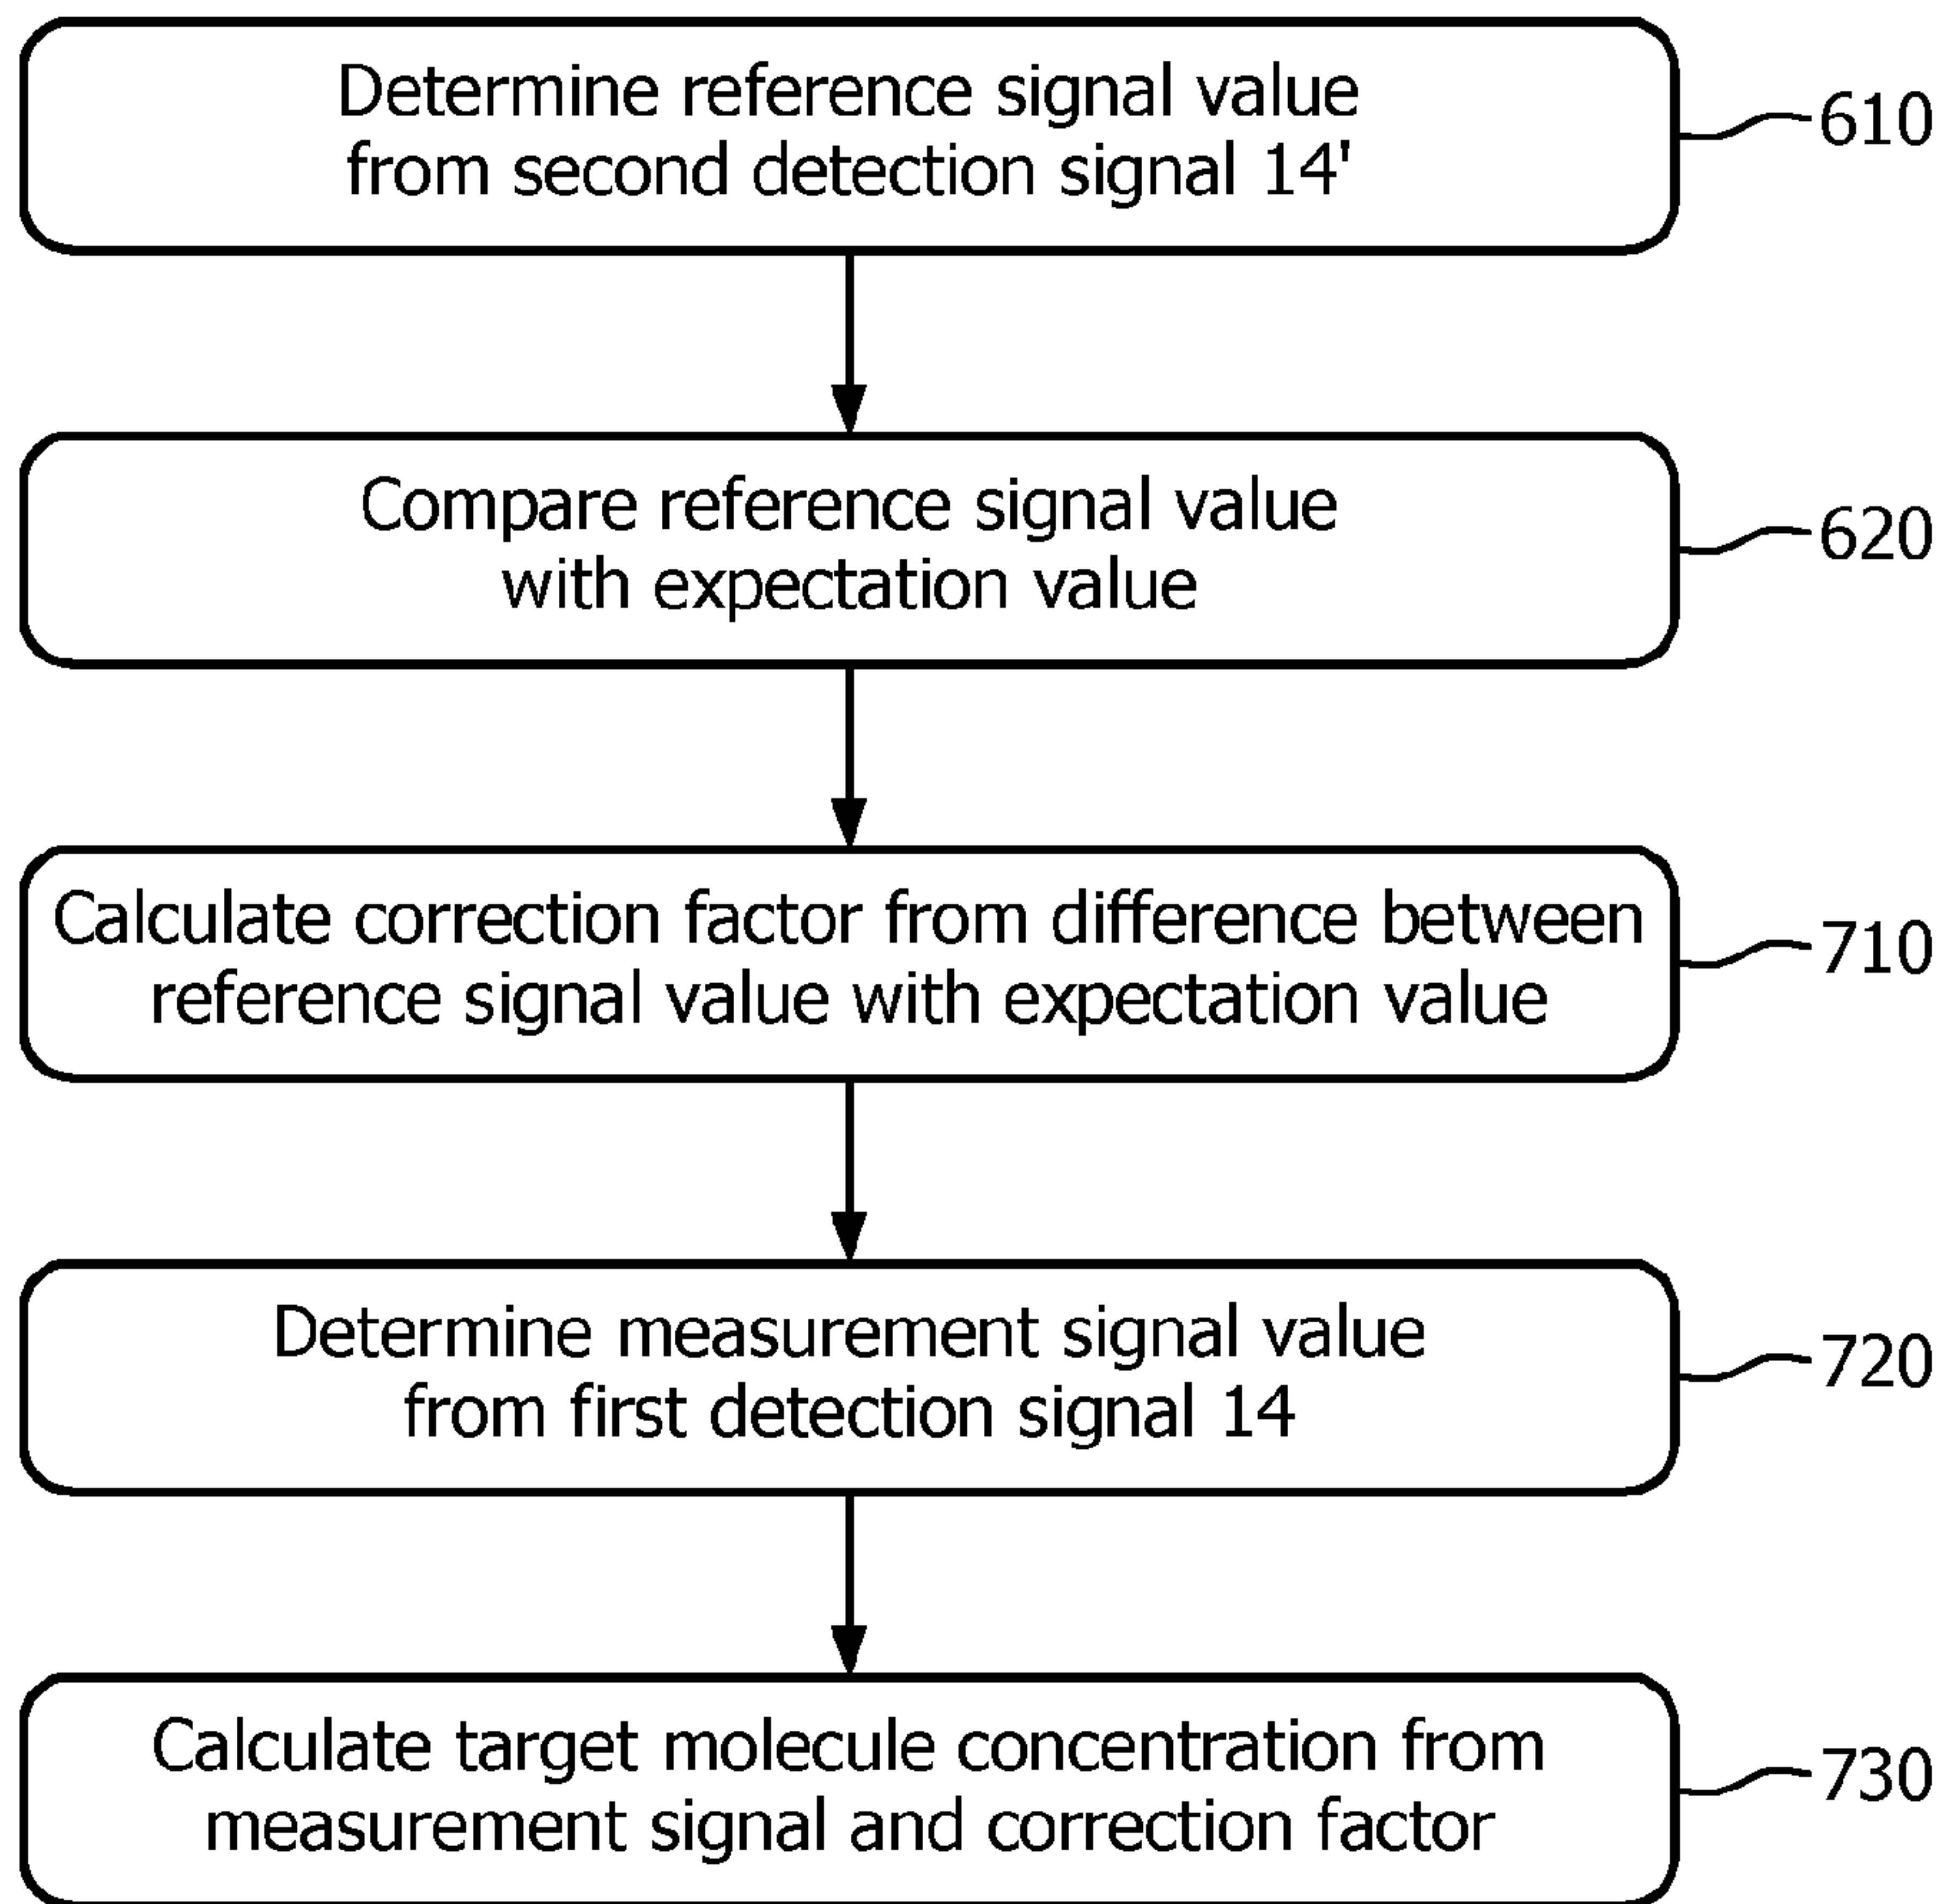 Determine reference signal value
from second detection signal 14'
610
Compare reference signal value
with expectation value
620
Calculate correction factor from difference between
reference signal value with expectation value
710
Determine measurement signal value
from first detection signal 14
720
Calculate target molecule concentration from
measurement signal and correction factor
730